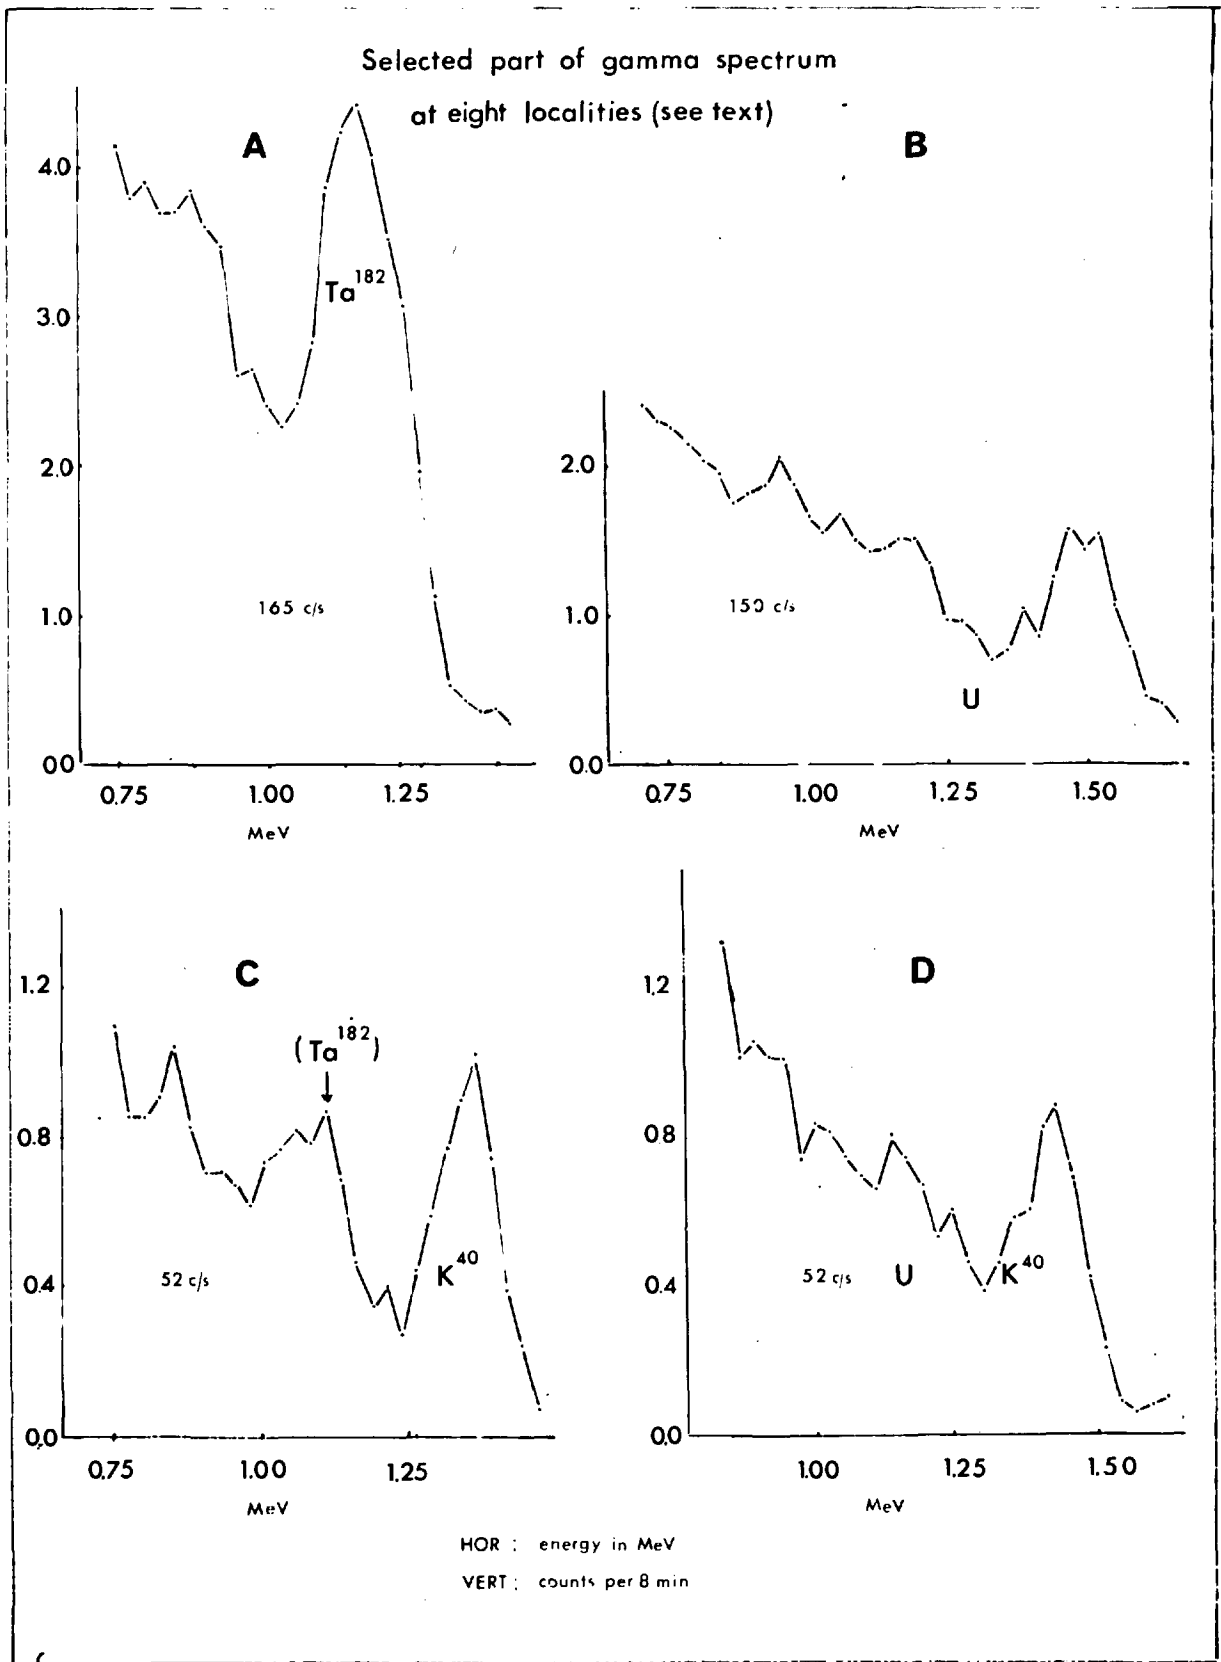 Selected part of gamma spectrum
at eight localities (see text)
A
4.0
3.0
2.0
1.0
00
Ta182
165 c/s
0.75 1.00 1.25
MeV
B
2.0
1.0
0.0
150 c/s
U
0.75 1.00 1.25 1.50
MeV
C
1.2
0.8
0.4
0.0
(Ta182)
K40
52 c/s
0.75 1.00 1.25
MeV
D
1.2
0.8
0.4
0.0
52 c/s U K40
1.00 1.25 1.50
MeV
HOR : energy in MeV
VERT : counts per 8 min